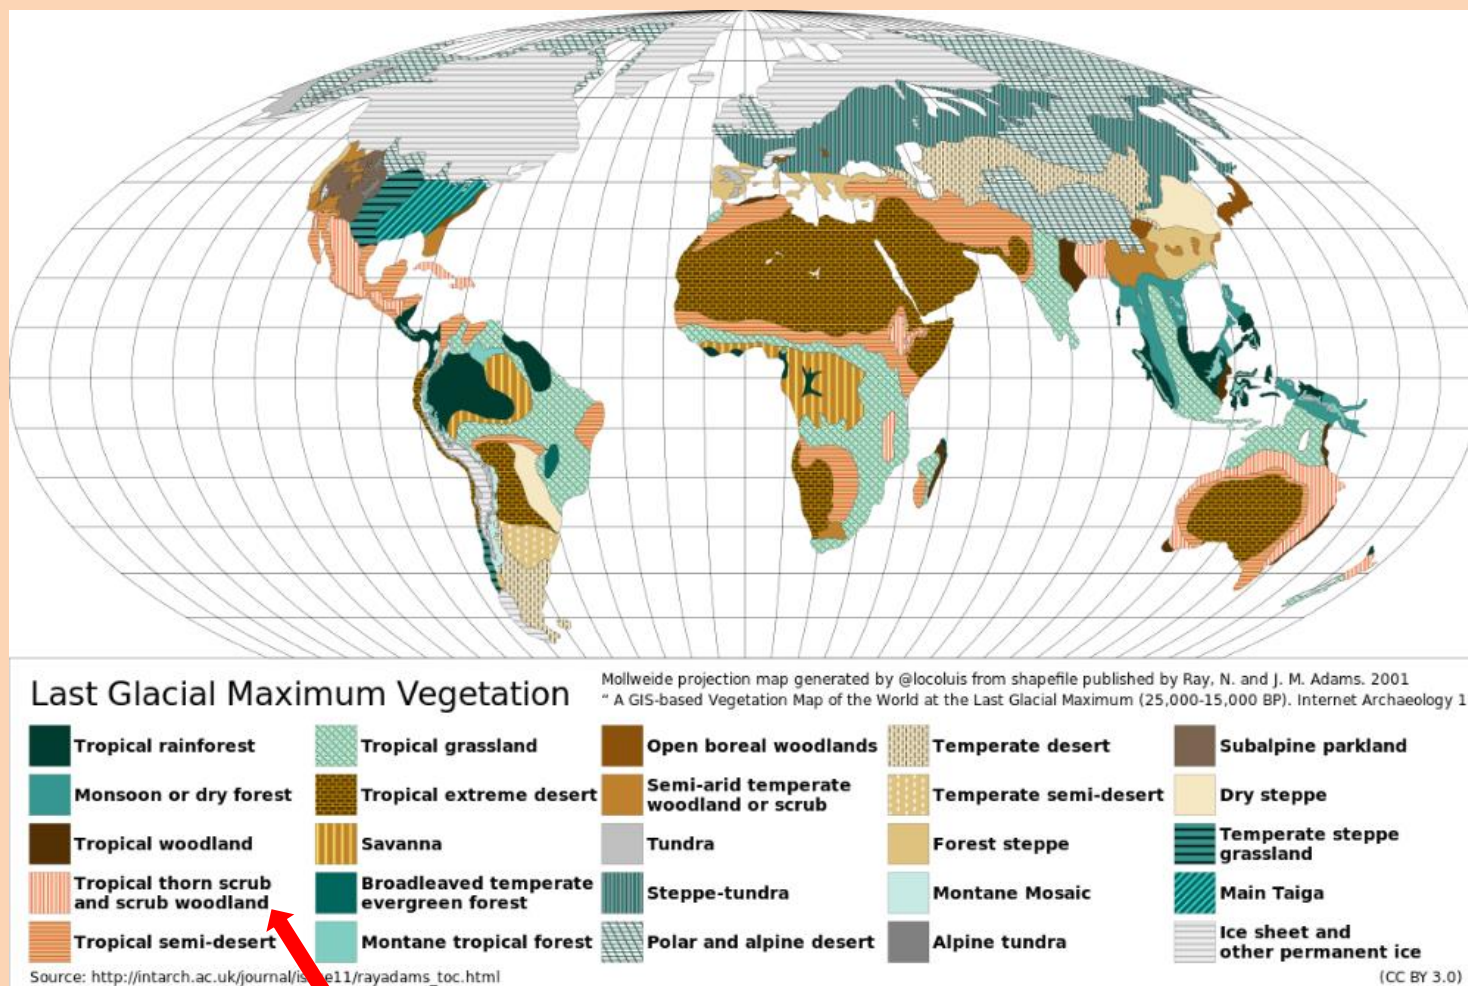 Last Glacial Maximum Vegetation
Mollweide projection map generated by @locoluis from shapefile published by Ray, N. and J. M. Adams. 2001
“ A GIS-based Vegetation Map of the World at the Last Glacial Maximum (25,000-15,000 BP). Internet Archaeology 1
Tropical rainforest
Monsoon or dry forest
Tropical woodland
Tropical thorn scrub
and scrub woodland
Tropical semi-desert
Tropical grassland
Tropical extreme desert
Savanna
Broadleaved temperate
evergreen forest
Montane tropical forest
Open boreal woodlands
Semi-arid temperate
woodland or scrub
Tundra
Steppe-tundra
Polar and alpine desert
Temperate desert
Temperate semi-desert
Forest steppe
Montane Mosaic
Alpine tundra
Subalpine parkland
Dry steppe
Temperate steppe
grassland
Main Taiga
Ice sheet and
other permanent ice
Source: http://intarch.ac.uk/journal/is e11/rayadams_toc.html
(CC BY 3.0)